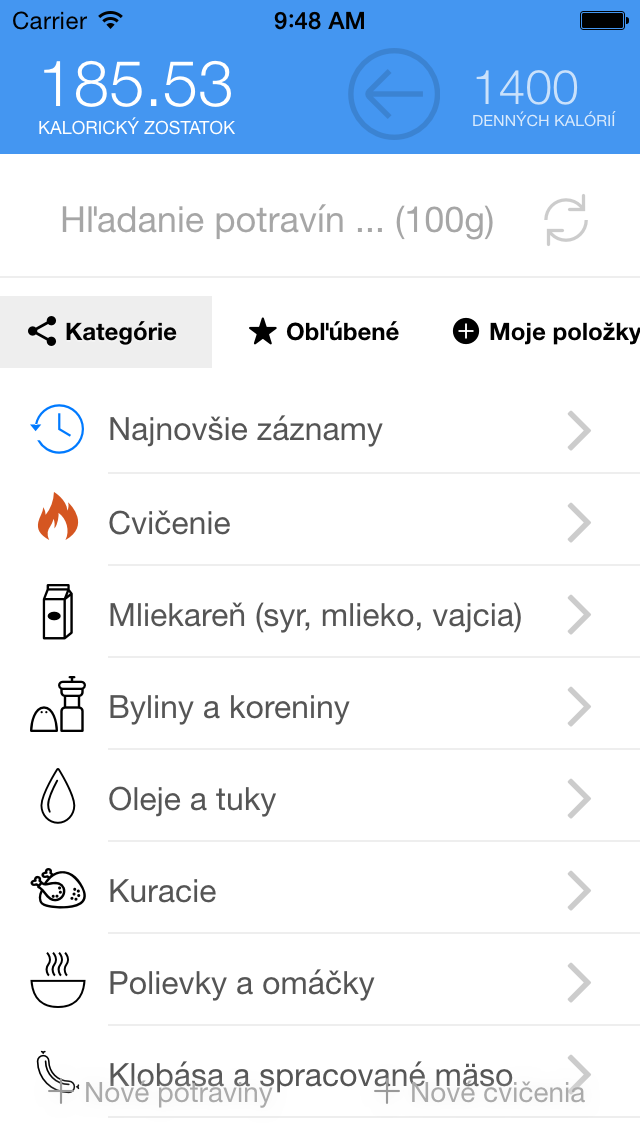 Carrier 9:48 AM
185.53
KALORICKÝ ZOSTATOK
1400
DENNÝCH KALÓRIÍ
Hľadanie potravín ... (100g)
Kategórie Obľúbené Moje položky
Najnovšie záznamy
Cvičenie
Mliekareň (syr, mlieko, vajcia)
Byliny a koreniny
Oleje a tuky
Kuracie
Polievky a omáčky
Klobása a spracované mäso
+ Nové potraviny + Nové cvičenia